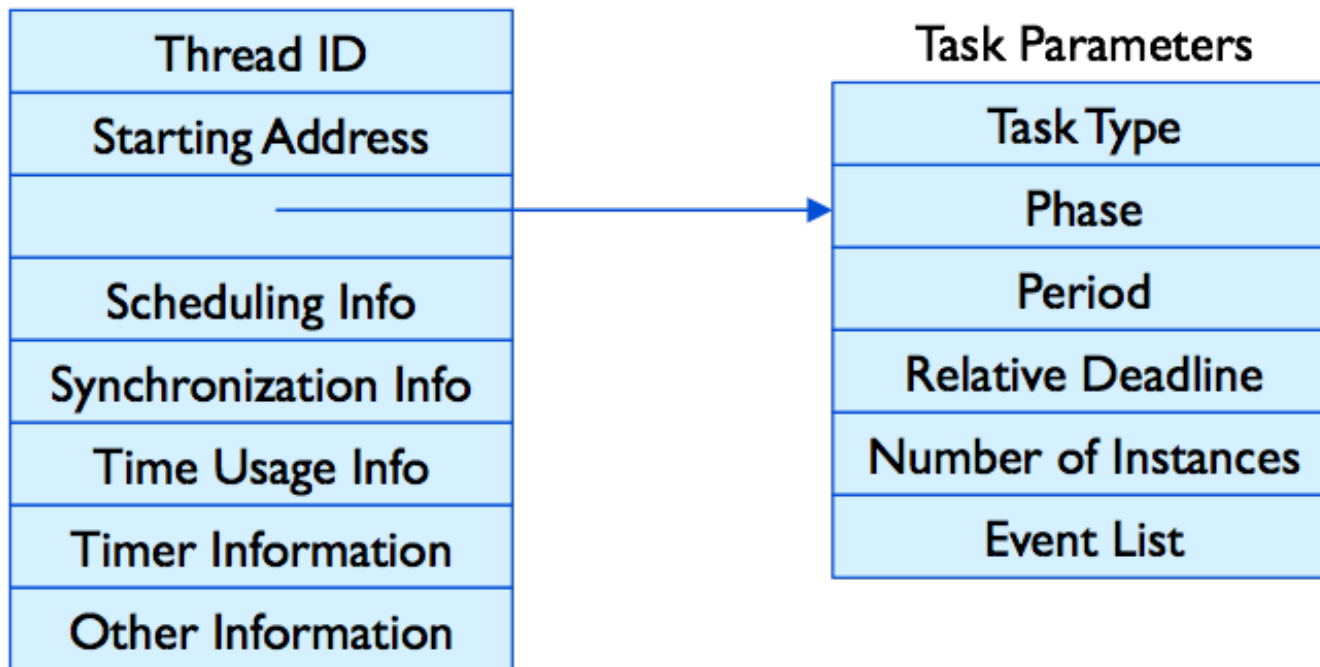 Thread ID
Starting Address
Scheduling Info
Synchronization Info
Time Usage Info
Timer Information
Other Information
Task Parameters
Task Type
Phase
Period
Relative Deadline
Number of Instances
Event List